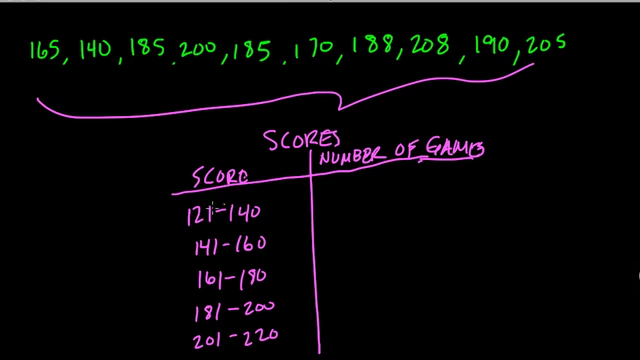 165, 140, 185, 200, 185, 170, 188, 208, 190, 205
SCORES
SCORE NUMBER OF GAMES
121-140
141-160
161-180
181-200
201-220